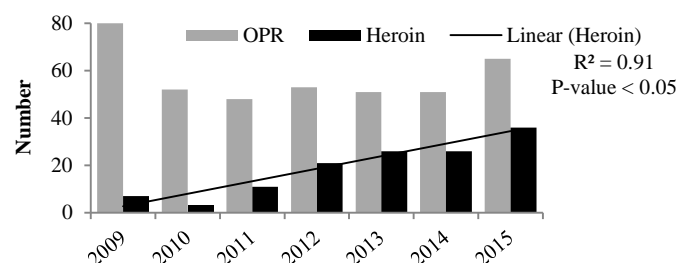 80
OPR
Heroin
Linear (Heroin)
R² = 0.91
P-value < 0.05
60
40
20
0
Number
2009
2010
2011
2012
2013
2014
2015